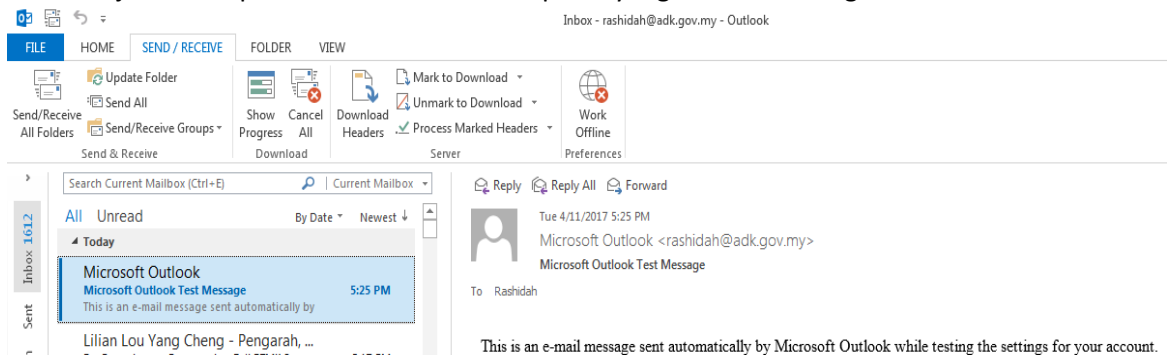 Inbox - rashidah@adk.gov.my - Outlook
FILE HOME SEND / RECEIVE FOLDER VIEW
Send/Receive All Folders
Update Folder
Send All
Send/Receive Groups
Send & Receive
Show Progress
Cancel All
Download
Download Headers
Mark to Download
Unmark to Download
Process Marked Headers
Server
Work Offline
Preferences
Search Current Mailbox (Ctrl+E) Current Mailbox
Inbox 1612
Sent
All Unread By Date Newest
Today
Microsoft Outlook
Microsoft Outlook Test Message 5:25 PM
This is an e-mail message sent automatically by
Lilian Lou Yang Cheng - Pengarah, ...
Reply Reply All Forward
Tue 4/11/2017 5:25 PM
Microsoft Outlook <rashidah@adk.gov.my>
Microsoft Outlook Test Message
To Rashidah
This is an e-mail message sent automatically by Microsoft Outlook while testing the settings for your account.